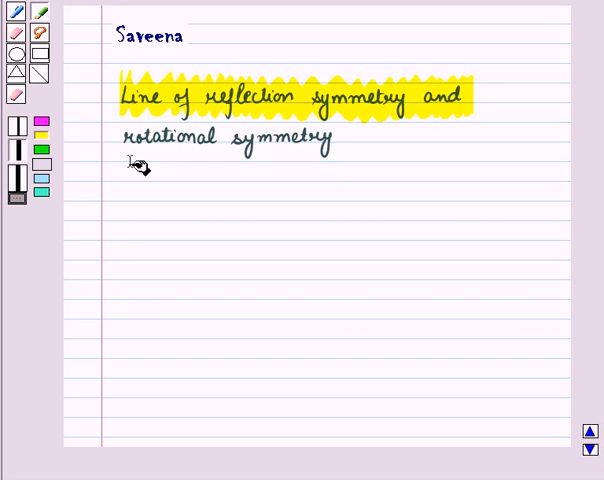 Saveena
Line of reflection symmetry and
rotational symmetry